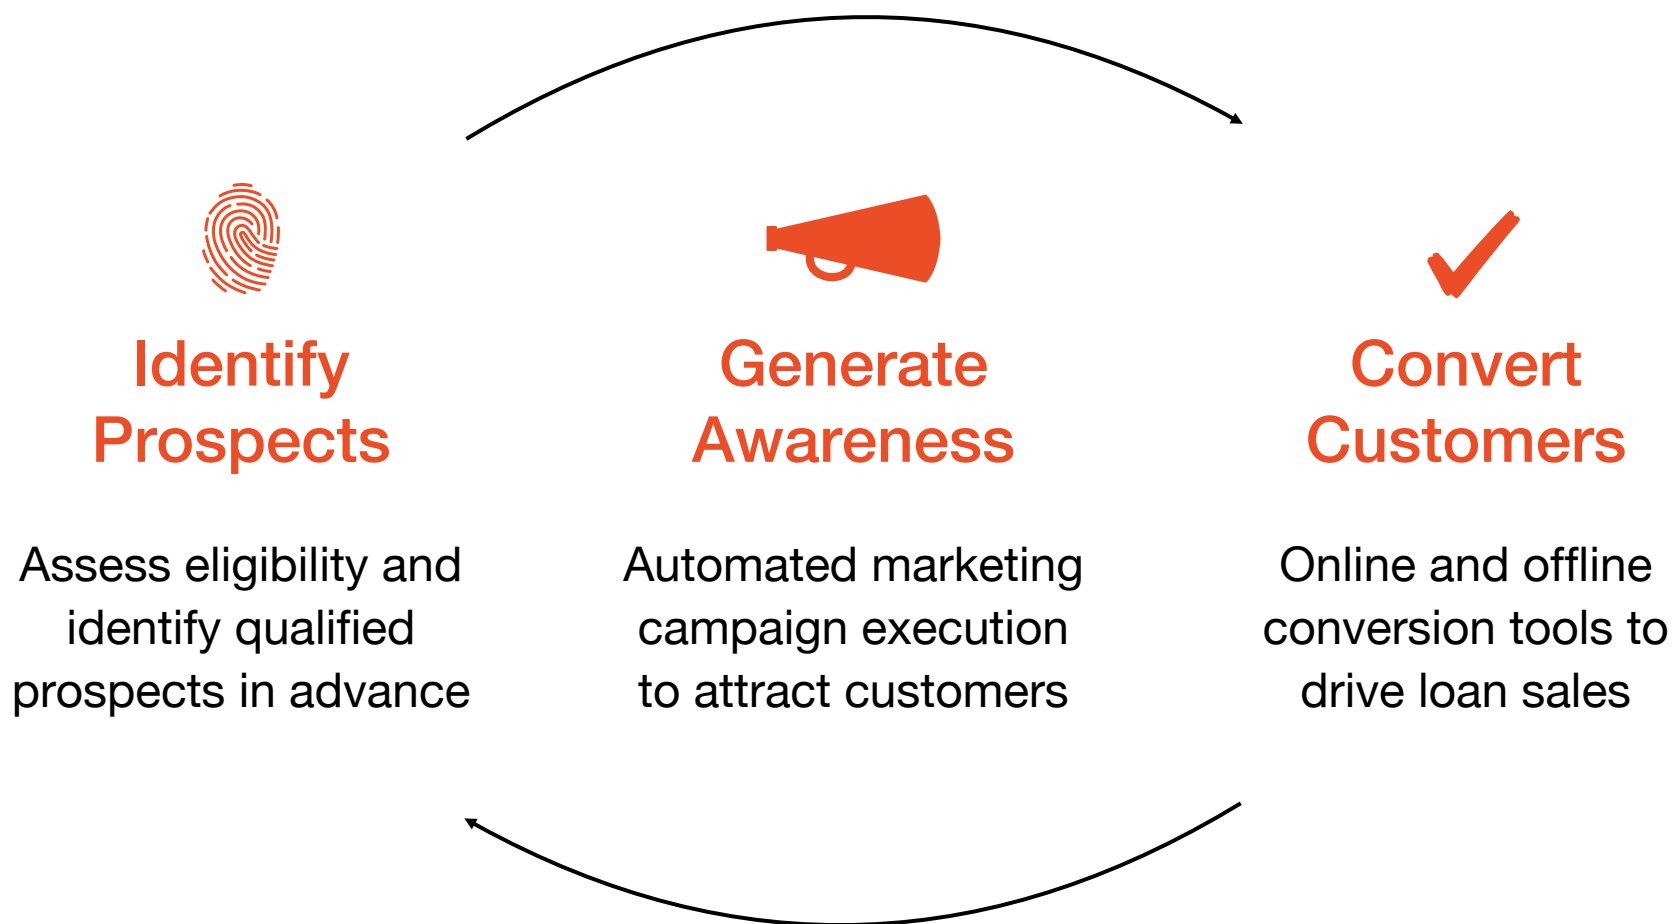 Identify
Prospects
Assess eligibility and
identify qualified
prospects in advance
Generate
Awareness
Automated marketing
campaign execution
to attract customers
Convert
Customers
Online and offline
conversion tools to
drive loan sales